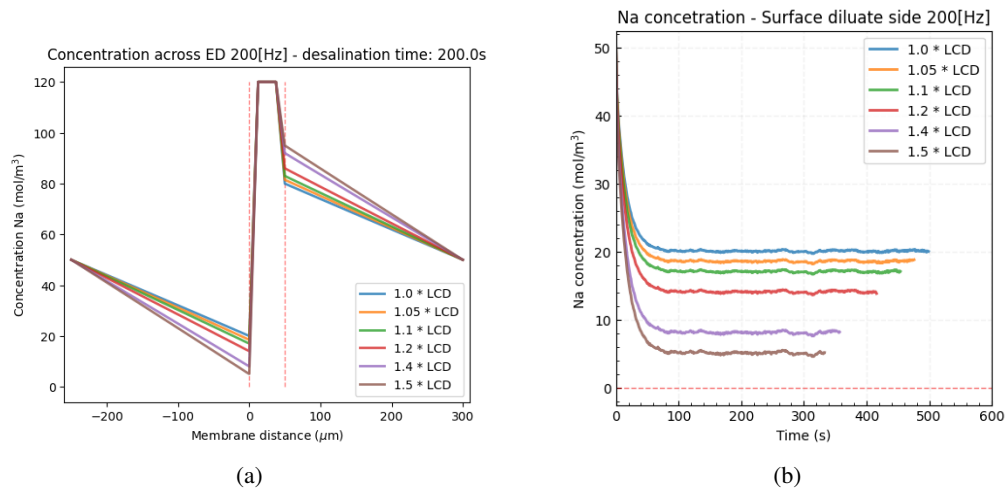 Concentration across ED 200[Hz] - desalination time: 200.0s
Concentration Na (mol/m³)
120
100
80
60
40
20
0
1.0 * LCD
1.05 * LCD
1.1 * LCD
1.2 * LCD
1.4 * LCD
1.5 * LCD
−200
−100
0
100
200
300
Membrane distance (μm)
(a)
Na concetration - Surface diluate side 200[Hz]
Na concentration (mol/m³)
50
40
30
20
10
0
1.0 * LCD
1.05 * LCD
1.1 * LCD
1.2 * LCD
1.4 * LCD
1.5 * LCD
0
100
200
300
400
500
600
Time (s)
(b)